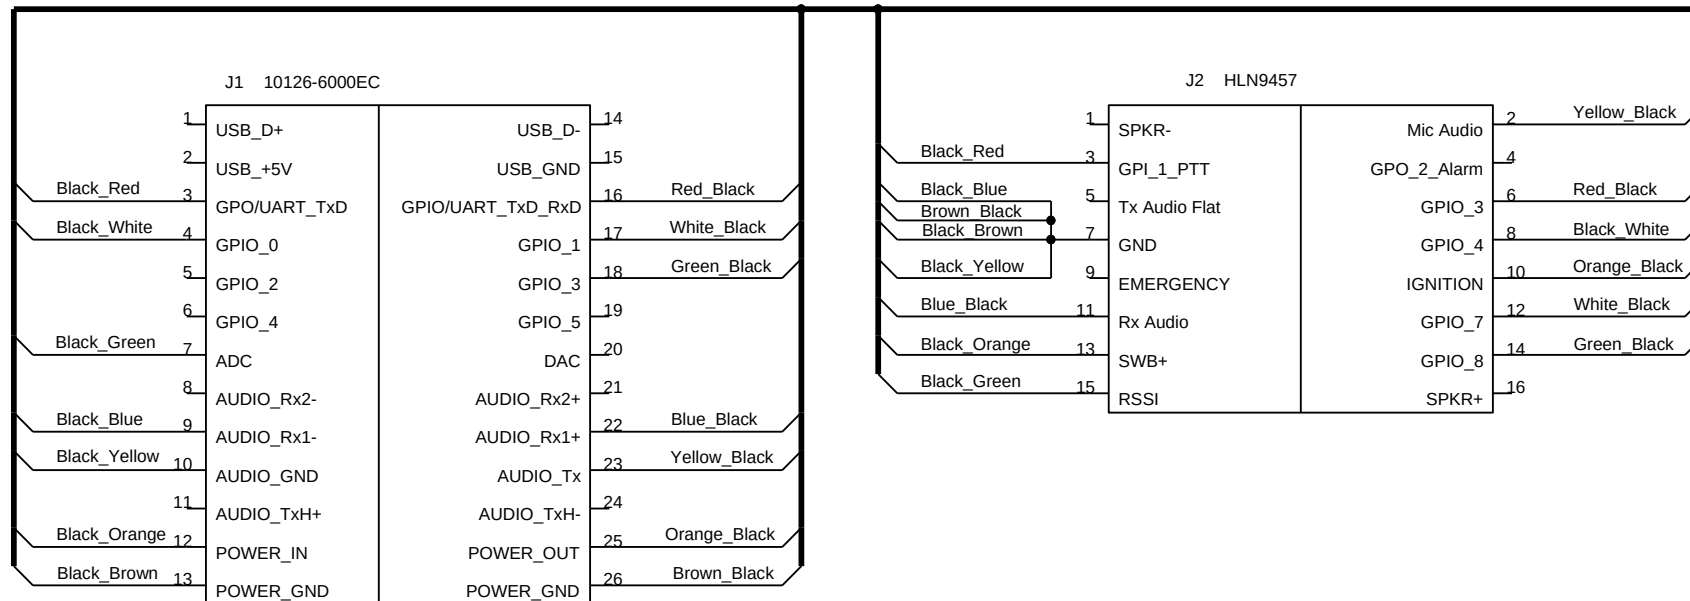 J1 10126-6000EC
1 USB_D+ USB_D- 14
2 USB_+5V USB_GND 15
Black_Red 3 GPO/UART_TxD GPIO/UART_TxD_RxD 16 Red_Black
Black_White 4 GPIO_0 GPIO_1 17 White_Black
5 GPIO_2 GPIO_3 18 Green_Black
6 GPIO_4 GPIO_5 19
Black_Green 7 ADC DAC 20
8 AUDIO_Rx2- AUDIO_Rx2+ 21
Black_Blue 9 AUDIO_Rx1- AUDIO_Rx1+ 22 Blue_Black
Black_Yellow 10 AUDIO_GND AUDIO_Tx 23 Yellow_Black
11 AUDIO_TxH+ AUDIO_TxH- 24
Black_Orange 12 POWER_IN POWER_OUT 25 Orange_Black
Black_Brown 13 POWER_GND POWER_GND 26 Brown_Black
J2 HLN9457
1 SPKR- Mic Audio 2 Yellow_Black
Black_Red 3 GPI_1_PTT GPO_2_Alarm 4
Black_Blue 5 Tx Audio Flat GPIO_3 6 Red_Black
Brown_Black
Black_Brown 7 GND GPIO_4 8 Black_White
Black_Yellow 9 EMERGENCY IGNITION 10 Orange_Black
Blue_Black 11 Rx Audio GPIO_7 12 White_Black
Black_Orange 13 SWB+ GPIO_8 14 Green_Black
Black_Green 15 RSSI SPKR+ 16